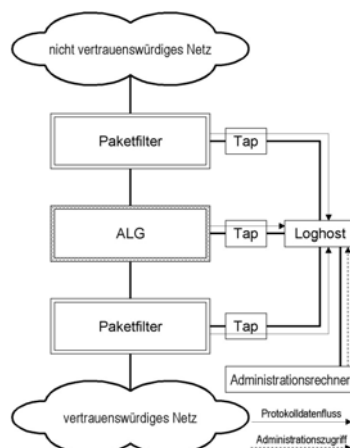 nicht vertrauenswürdiges Netz
Paketfilter
Tap
ALG
Tap
Loghost
Paketfilter
Tap
Administrationsrechner
vertrauenswürdiges Netz
Protokolldatenfluss
Administrationszugriff